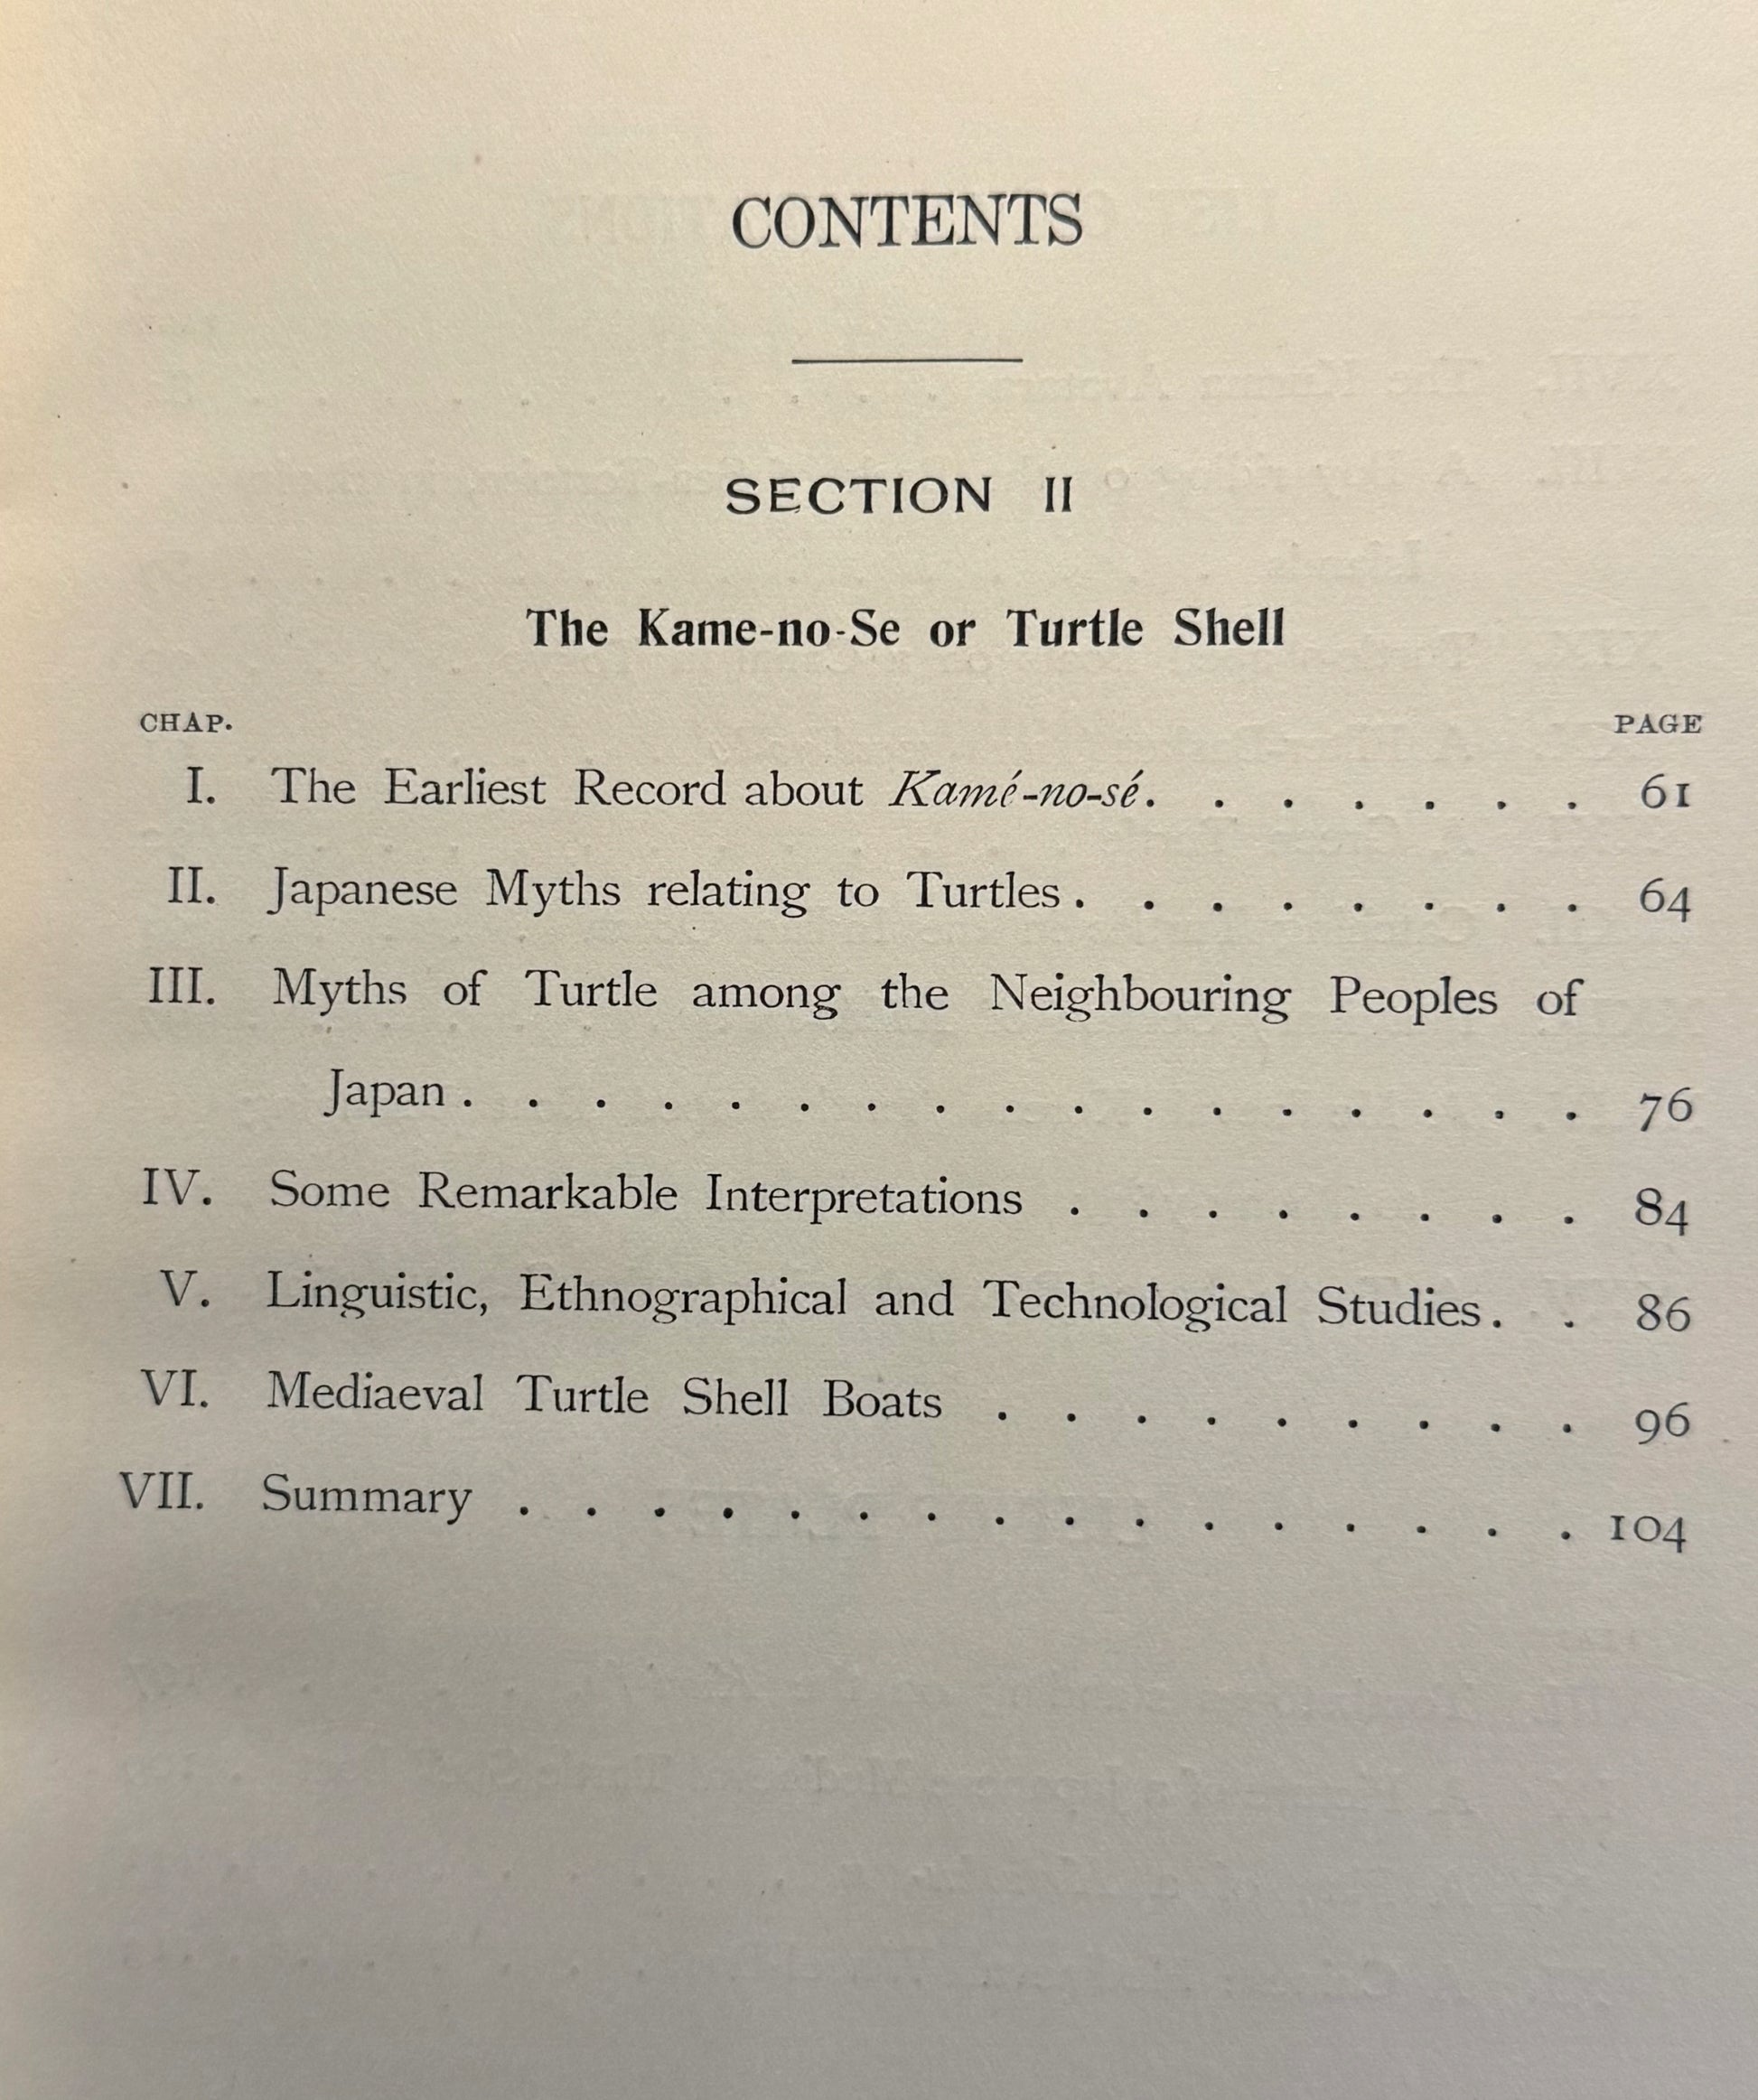 CONTENTS
SECTION II
The Kame-no-Se or Turtle Shell
CHAP. PAGE
I. The Earliest Record about Kamé-no-sé. . . . . . . 61
II. Japanese Myths relating to Turtles. . . . . . . . 64
III. Myths of Turtle among the Neighbouring Peoples of
Japan. . . . . . . . . . . . . . . . . 76
IV. Some Remarkable Interpretations . . . . . . . . 84
V. Linguistic, Ethnographical and Technological Studies. . 86
VI. Mediaeval Turtle Shell Boats . . . . . . . . . 96
VII. Summary . . . . . . . . . . . . . . . . 104